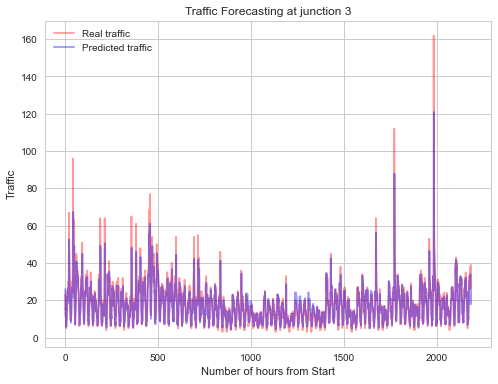 Traffic Forecasting at junction 3
Real traffic
Predicted traffic
160
140
120
100
80
60
40
20
0
Traffic
0 500 1000 1500 2000
Number of hours from Start